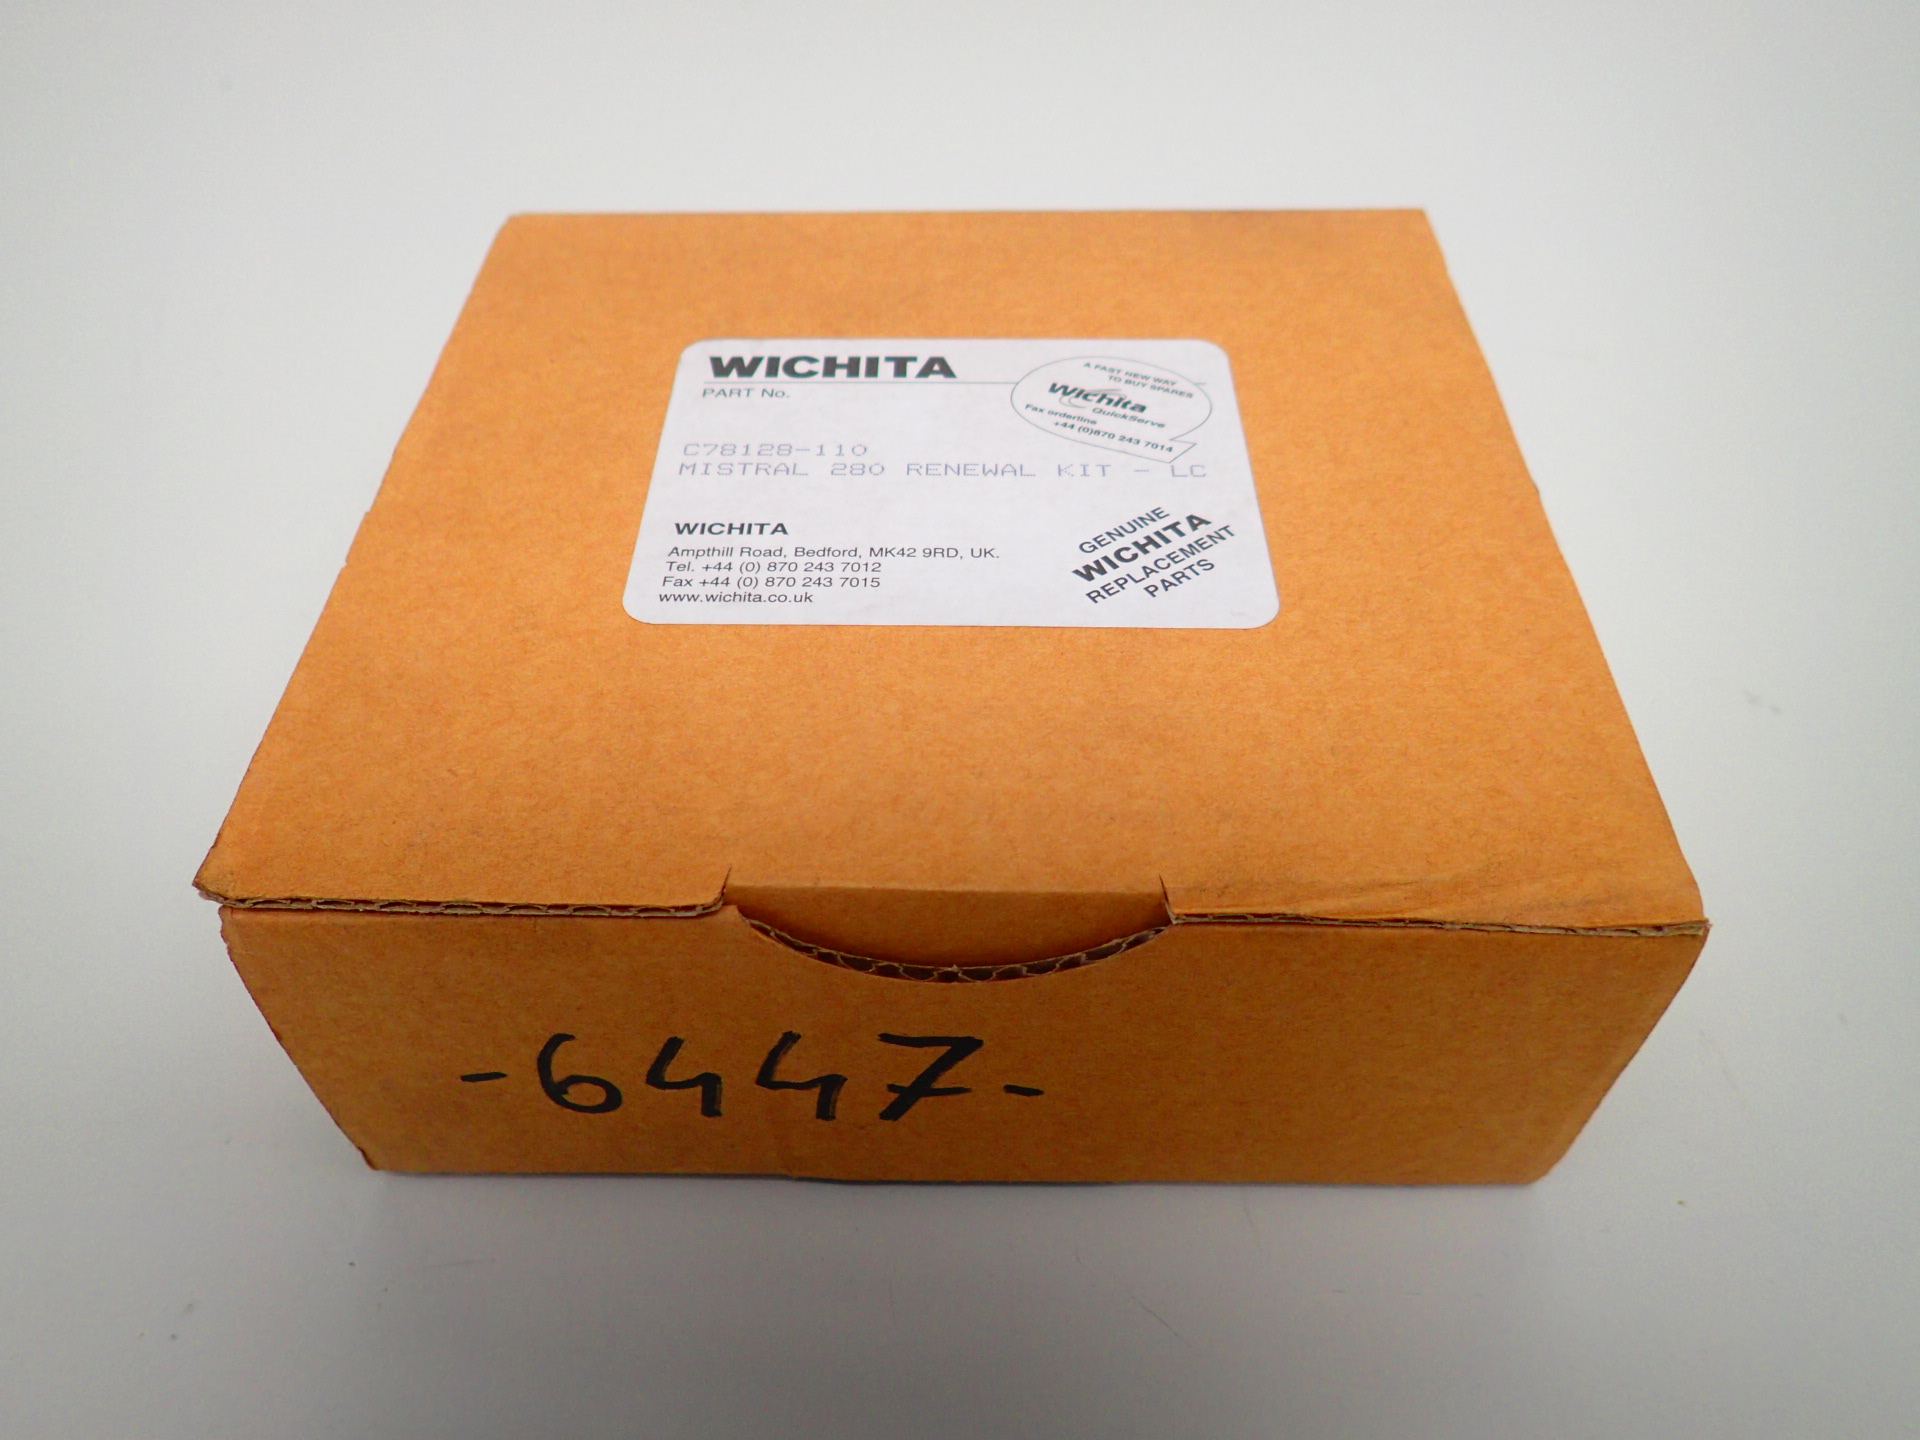 WICHITA
PART No.
A FAST NEW WAY
TO BUY SPARES
Wichita
QuickServe
Fax orderline
+44 (0)870 243 7014
C78128-110
MISTRAL 280 RENEWAL KIT - LC
WICHITA
Ampthill Road, Bedford, MK42 9RD, UK.
Tel. +44 (0) 870 243 7012
Fax +44 (0) 870 243 7015
www.wichita.co.uk
GENUINE
WICHITA
REPLACEMENT
PARTS
-6447-